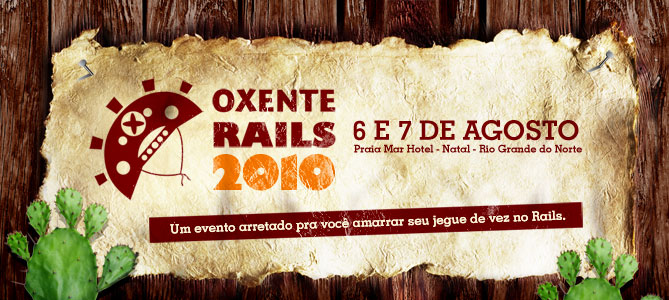 OXENTE
RAILS
2010
6 E 7 DE AGOSTO
Praia Mar Hotel - Natal - Rio Grande do Norte
Um evento arretado pra você amarrar seu jegue de vez no Rails.